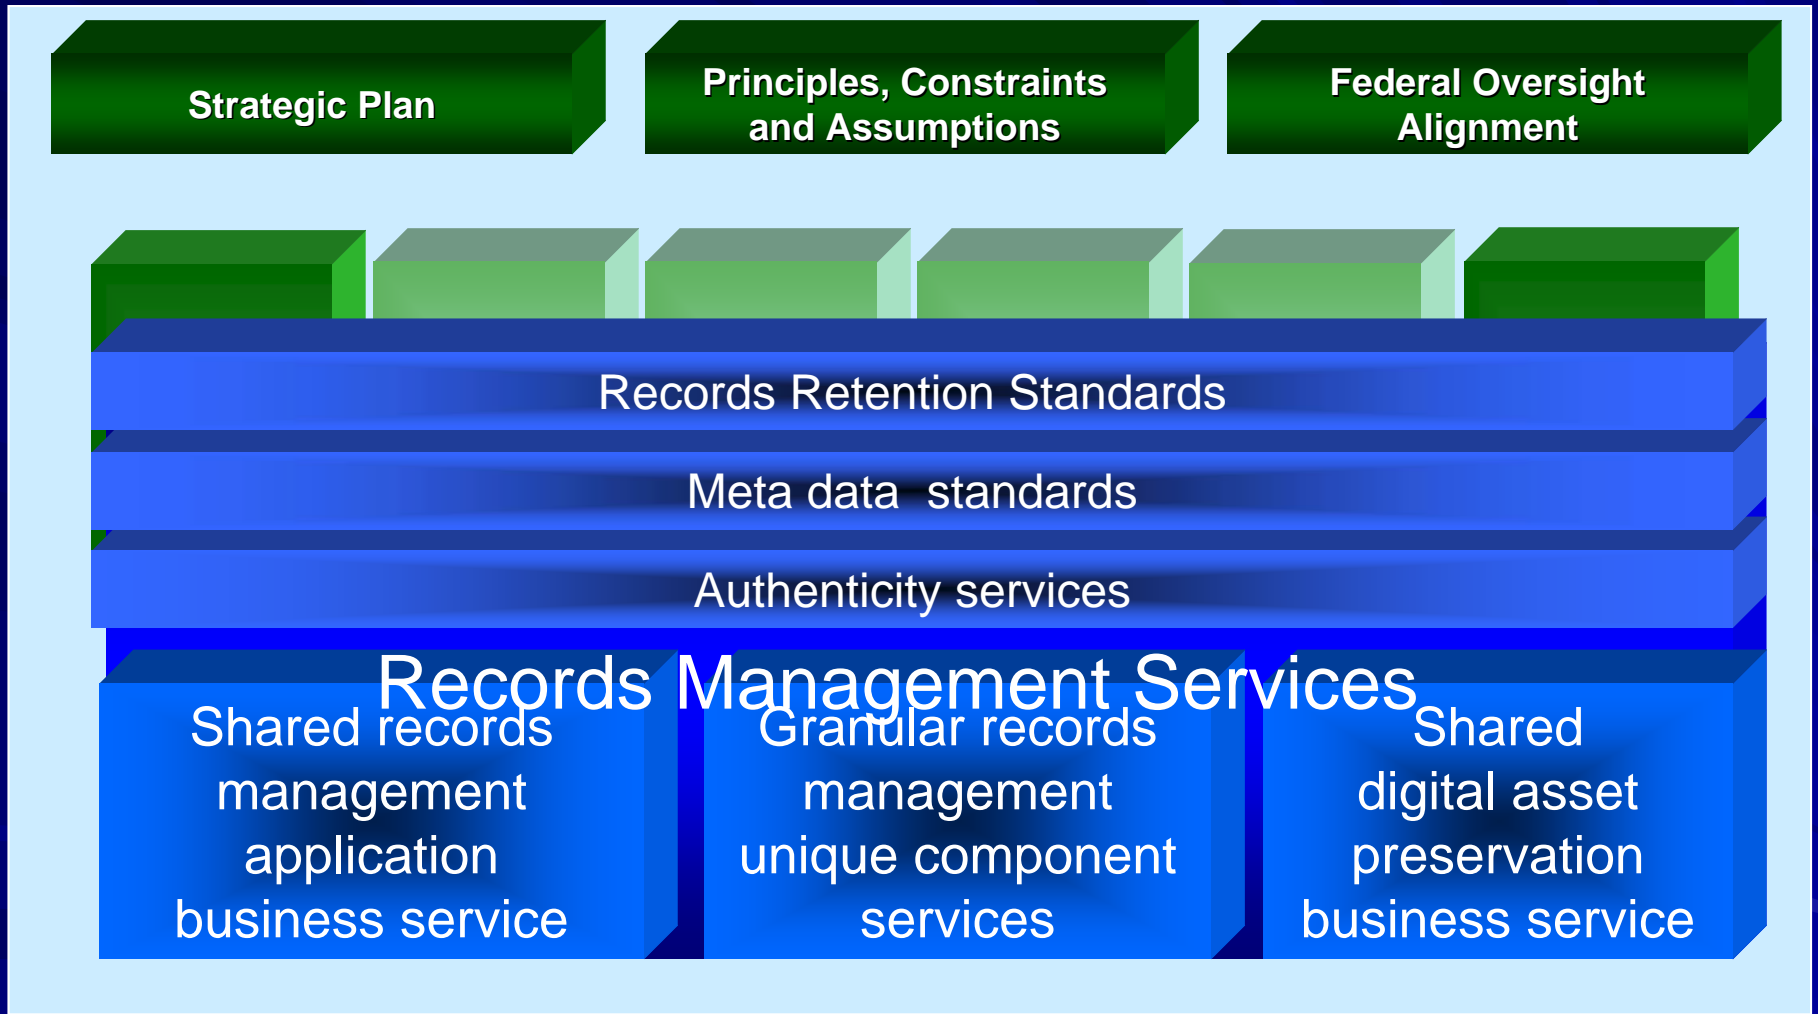 Strategic Plan
Principles, Constraints
and Assumptions
Federal Oversight
Alignment
Records Retention Standards
Meta data  standards
Authenticity services
Records Management Services
Shared records
management
application
business service
Granular records
management
unique component
services
Shared
digital asset
preservation
business service